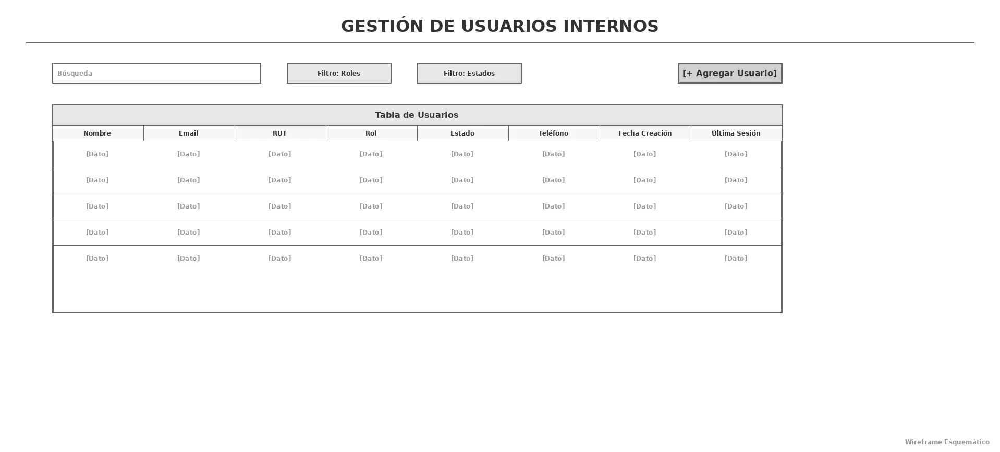 GESTIÓN DE USUARIOS INTERNOS
Búsqueda Filtro: Roles Filtro: Estados [+ Agregar Usuario]
Tabla de Usuarios
Nombre Email RUT Rol Estado Teléfono Fecha Creación Última Sesión
[Dato] [Dato] [Dato] [Dato] [Dato] [Dato] [Dato] [Dato]
[Dato] [Dato] [Dato] [Dato] [Dato] [Dato] [Dato] [Dato]
[Dato] [Dato] [Dato] [Dato] [Dato] [Dato] [Dato] [Dato]
[Dato] [Dato] [Dato] [Dato] [Dato] [Dato] [Dato] [Dato]
[Dato] [Dato] [Dato] [Dato] [Dato] [Dato] [Dato] [Dato]
Wireframe Esquemático